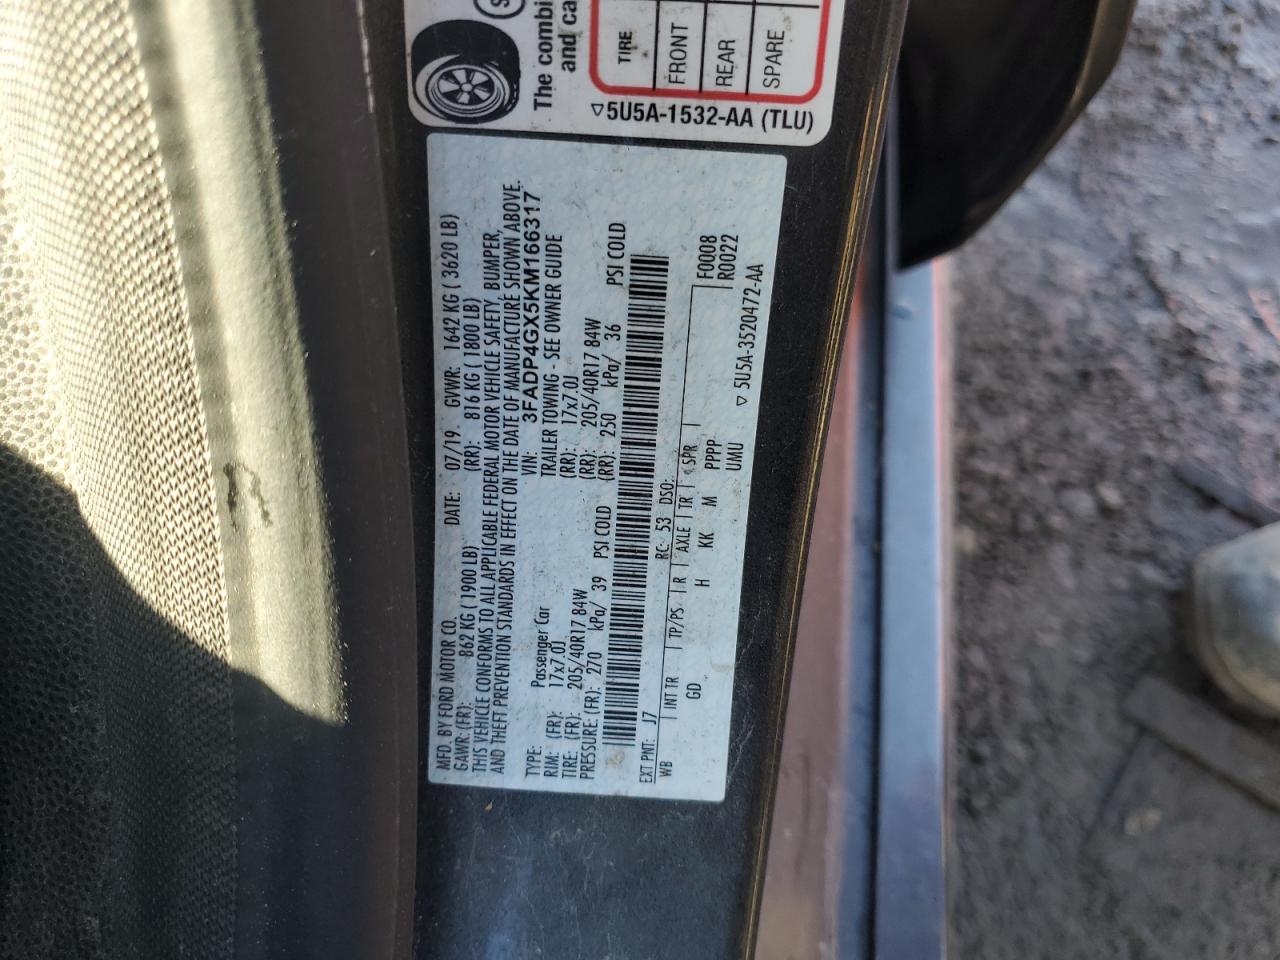 The combi
and ca
TIRE
FRONT
REAR
SPARE
▽5U5A-1532-AA (TLU)
MFD. BY FORD MOTOR CO. DATE: 07/19 GVWR: 1642 KG ( 3620 LB)
GAWR:(FR): 862 KG ( 1900 LB) (RR): 816 KG ( 1800 LB)
THIS VEHICLE CONFORMS TO ALL APPLICABLE FEDERAL MOTOR VEHICLE SAFETY, BUMPER,
AND THEFT PREVENTION STANDARDS IN EFFECT ON THE DATE OF MANUFACTURE SHOWN ABOVE.
VIN: 3FADP4GX5KM166317
TYPE: Passenger Car TRAILER TOWING - SEE OWNER GUIDE
RIM: (FR): 17x7.0J (RR): 17x7.0J
TIRE: (FR): 205/40R17 84W (RR): 205/40R17 84W
PRESSURE:(FR): 270 kPa/ 39 PSI COLD (RR): 250 kPa/ 36 PSI COLD
EXT PNT: J7 RC: 53 DSO:
WB INT TR TP/PS R AXLE TR SPR F0008
GD H KK M PPPP R0022
UMU
▽ 5U5A-3520472-AA